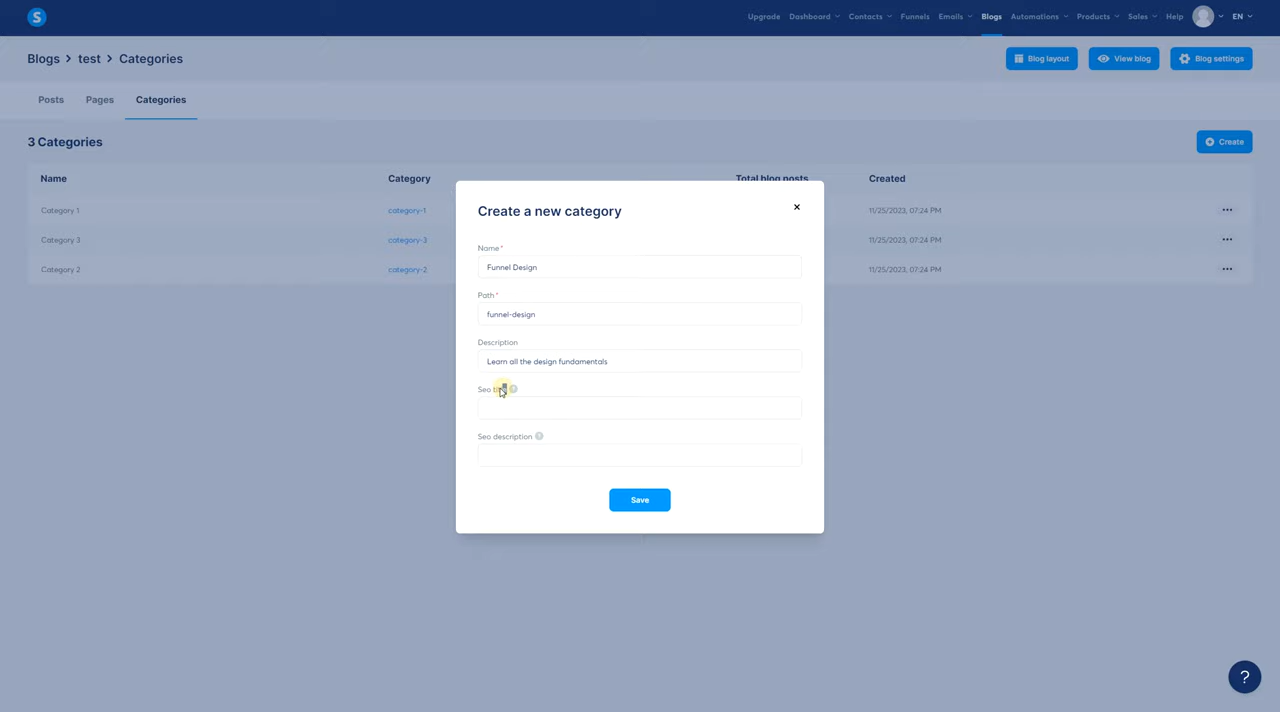 S
Upgrade Dashboard Contacts Funnels Emails Blogs Automations Products Sales Help EN
Blogs > test > Categories
Blog layout View blog Blog settings
Posts Pages Categories
3 Categories
Create
Name Category Total blog posts Created
Category 1 category-1 11/25/2023, 07:24 PM
Category 3 category-3 11/25/2023, 07:24 PM
Category 2 category-2 11/25/2023, 07:24 PM
Create a new category
Name*
Funnel Design
Path*
funnel-design
Description
Learn all the design fundamentals
Seo
Seo description ?
Save
?